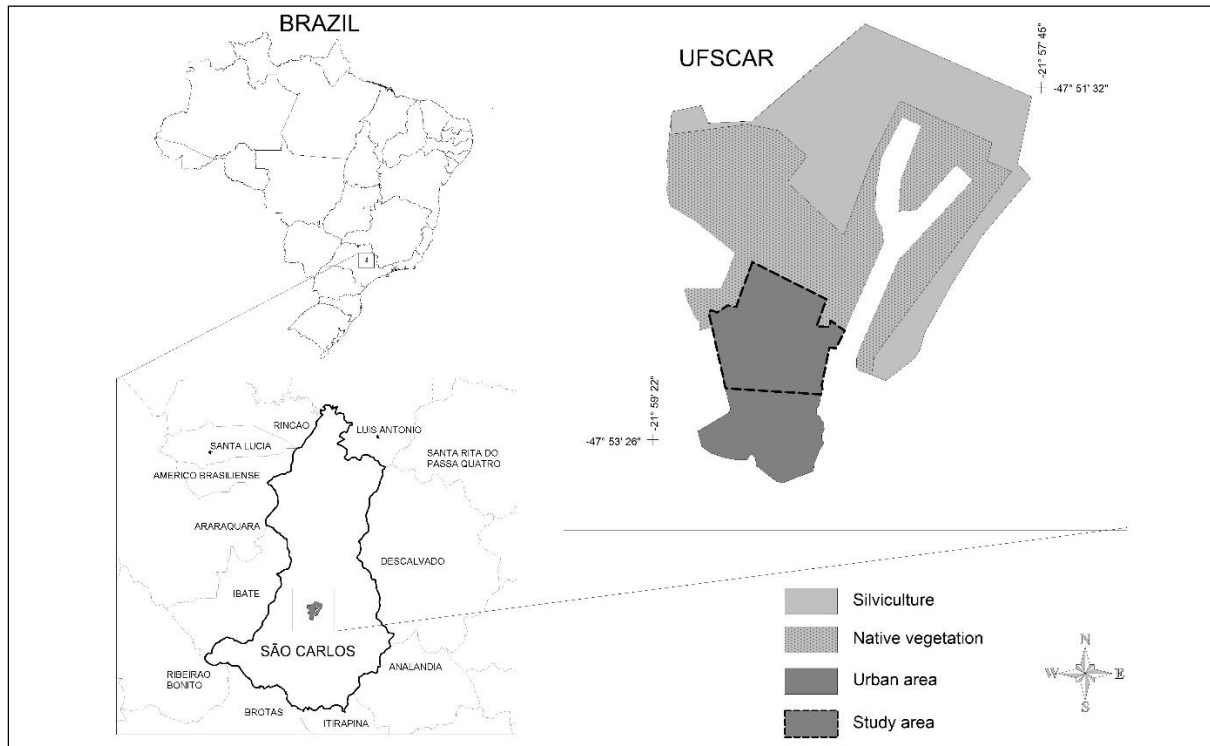 BRAZIL
UFSCAR
-21° 57' 45"
-47° 51' 32"
-21° 59' 22"
-47° 53' 26"
RINCAO
LUIS ANTONIO
SANTA LUCIA
SANTA RITA DO
PASSA QUATRO
AMERICO BRASILIENSE
ARARAQUARA
DESCALVADO
IBATE
SÃO CARLOS
ANALANDIA
RIBEIRAO
BONITO
BROTAS
ITIRAPINA
Silviculture
Native vegetation
Urban area
Study area
N
W E
S